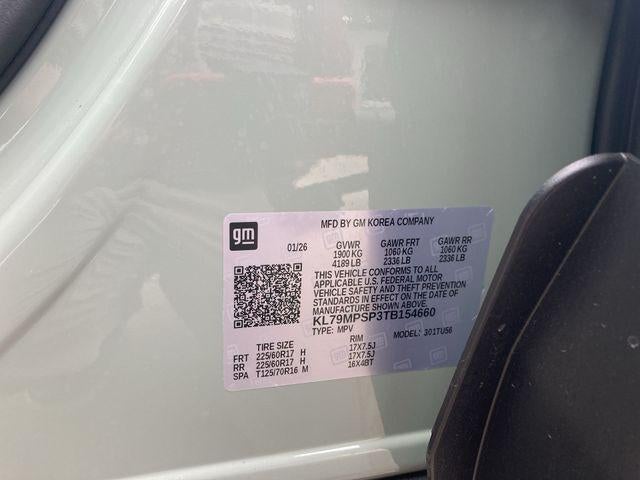 gm
MFD BY GM KOREA COMPANY
01/26 GVWR GAWR FRT GAWR RR
1900 KG 1060 KG 1060 KG
4189 LB 2336 LB 2336 LB
THIS VEHICLE CONFORMS TO ALL
APPLICABLE U.S. FEDERAL MOTOR
VEHICLE SAFETY AND THEFT PREVENTION
STANDARDS IN EFFECT ON THE DATE OF
MANUFACTURE SHOWN ABOVE.
KL79MPSP3TB154660
TYPE: MPV MODEL: 301TU56
TIRE SIZE RIM
FRT 225/60R17 H 17X7.5J
RR 225/60R17 H 17X7.5J
SPA T125/70R16 M 16X4BT